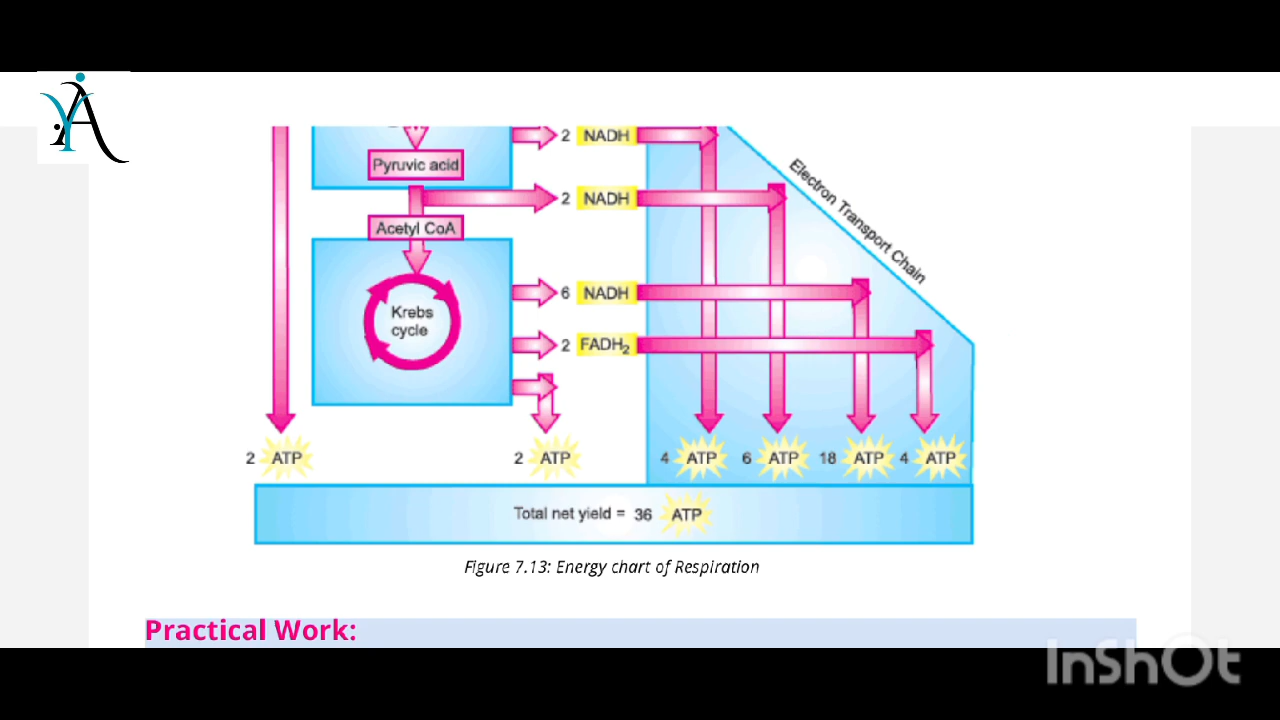 2 NADH
Pyruvic acid
2 NADH
Acetyl CoA
Electron Transport Chain
6 NADH
Krebs
cycle
2 FADH₂
2 ATP
2 ATP
4 ATP
6 ATP
18 ATP
4 ATP
Total net yield = 36 ATP
Figure 7.13: Energy chart of Respiration
Practical Work:
InShOt